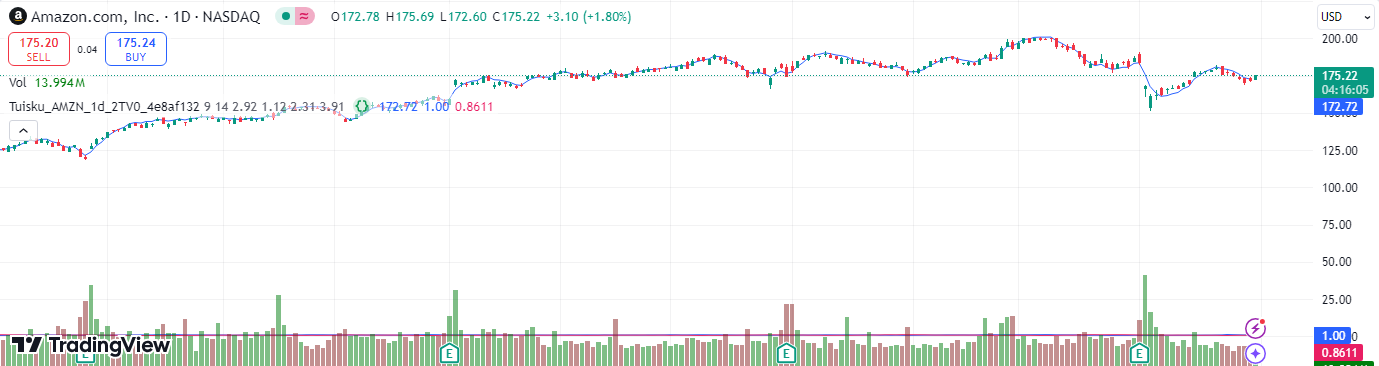 Amazon.com, Inc. · 1D · NASDAQ O172.78 H175.69 L172.60 C175.22 +3.10 (+1.80%)
USD
175.20 SELL
0.04
175.24 BUY
200.00
Vol 13.994M
175.22
04:16:05
Tuisku_AMZN_1d_2TV0_4e8af132 9 14 2.92 1.12 2.31 3.91 172.72 1.00 0.8611
172.72
125.00
100.00
75.00
50.00
25.00
1.00
TradingView
E
E
E
E
0.8611